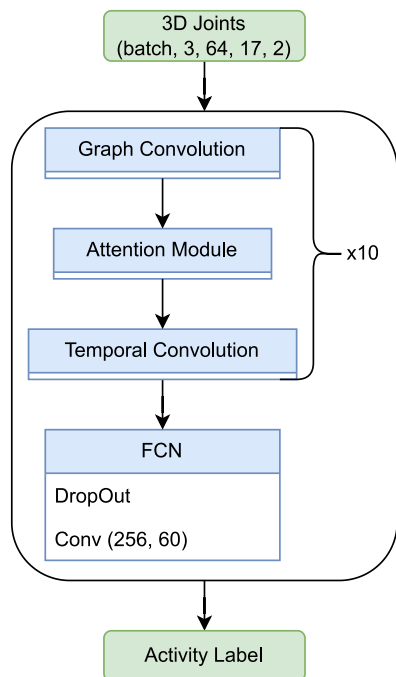 3D Joints
(batch, 3, 64, 17, 2)
Graph Convolution
Attention Module
x10
Temporal Convolution
FCN
DropOut
Conv (256, 60)
Activity Label